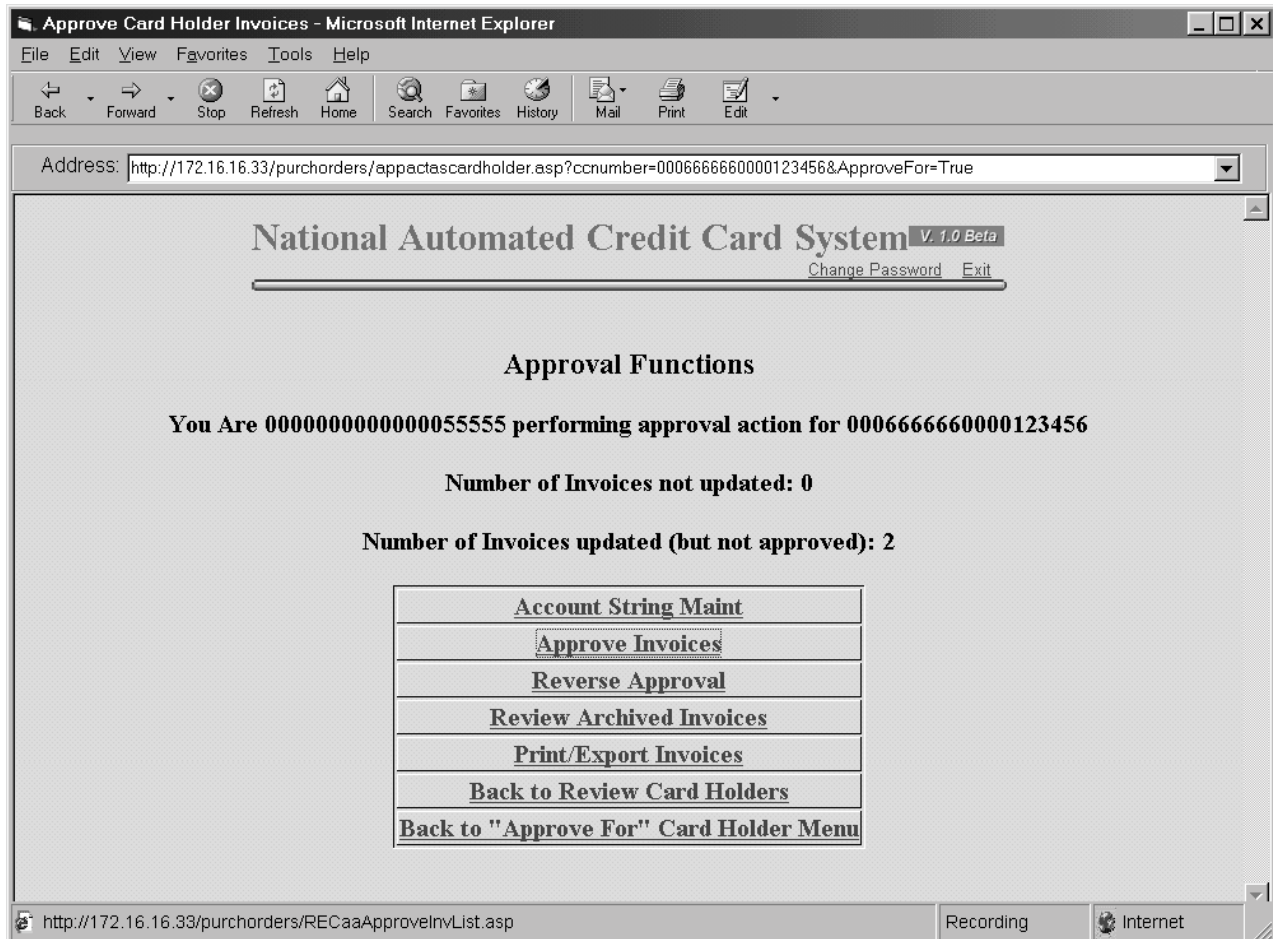 Approve Card Holder Invoices - Microsoft Internet Explorer
File Edit View Favorites Tools Help
Back Forward Stop Refresh Home Search Favorites History Mail Print Edit
Address: http://172.16.16.33/purchorders/appactascardholder.asp?ccnumber=0006666660000123456&ApproveFor=True
National Automated Credit Card System V. 1.0 Beta
Change Password Exit
Approval Functions
You Are 0000000000000055555 performing approval action for 0006666660000123456
Number of Invoices not updated: 0
Number of Invoices updated (but not approved): 2
Account String Maint
Approve Invoices
Reverse Approval
Review Archived Invoices
Print/Export Invoices
Back to Review Card Holders
Back to "Approve For" Card Holder Menu
http://172.16.16.33/purchorders/RECaaApproveInvList.asp Recording Internet